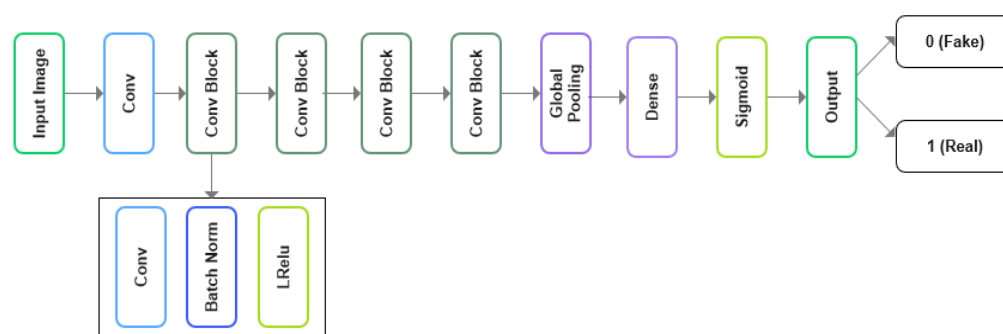 Input Image
Conv
Conv Block
Conv Block
Conv Block
Conv Block
Global
Pooling
Dense
Sigmoid
Output
0 (Fake)
1 (Real)
Conv
Batch Norm
LRelu